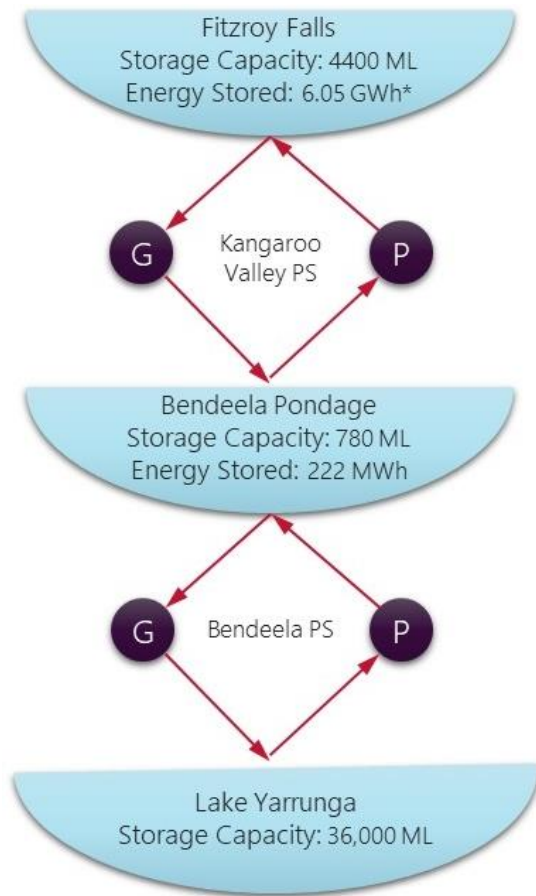 Fitzroy Falls
Storage Capacity: 4400 ML
Energy Stored: 6.05 GWh*
G
Kangaroo
Valley PS
P
Bendeela Pondage
Storage Capacity: 780 ML
Energy Stored: 222 MWh
G
Bendeela PS
P
Lake Yarrunga
Storage Capacity: 36,000 ML